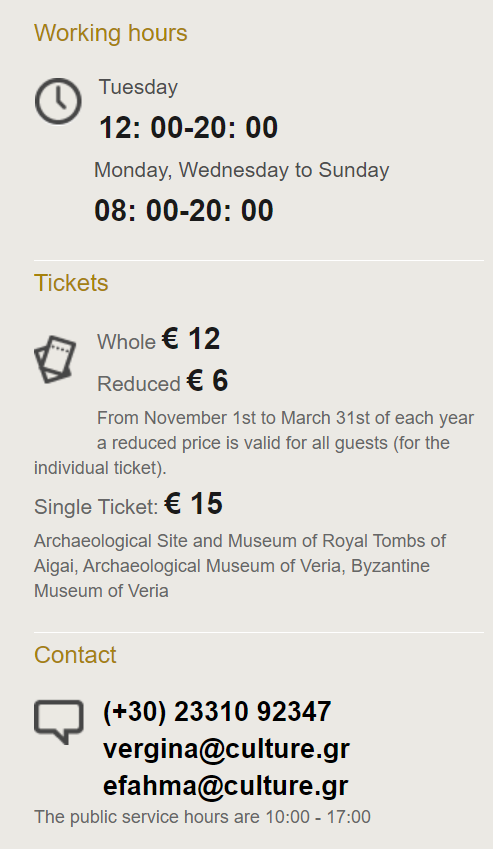 Working hours
Tuesday
12: 00-20: 00
Monday, Wednesday to Sunday
08: 00-20: 00
Tickets
Whole € 12
Reduced € 6
From November 1st to March 31st of each year
a reduced price is valid for all guests (for the
individual ticket).
Single Ticket: € 15
Archaeological Site and Museum of Royal Tombs of
Aigai, Archaeological Museum of Veria, Byzantine
Museum of Veria
Contact
(+30) 23310 92347
vergina@culture.gr
efahma@culture.gr
The public service hours are 10:00 - 17:00